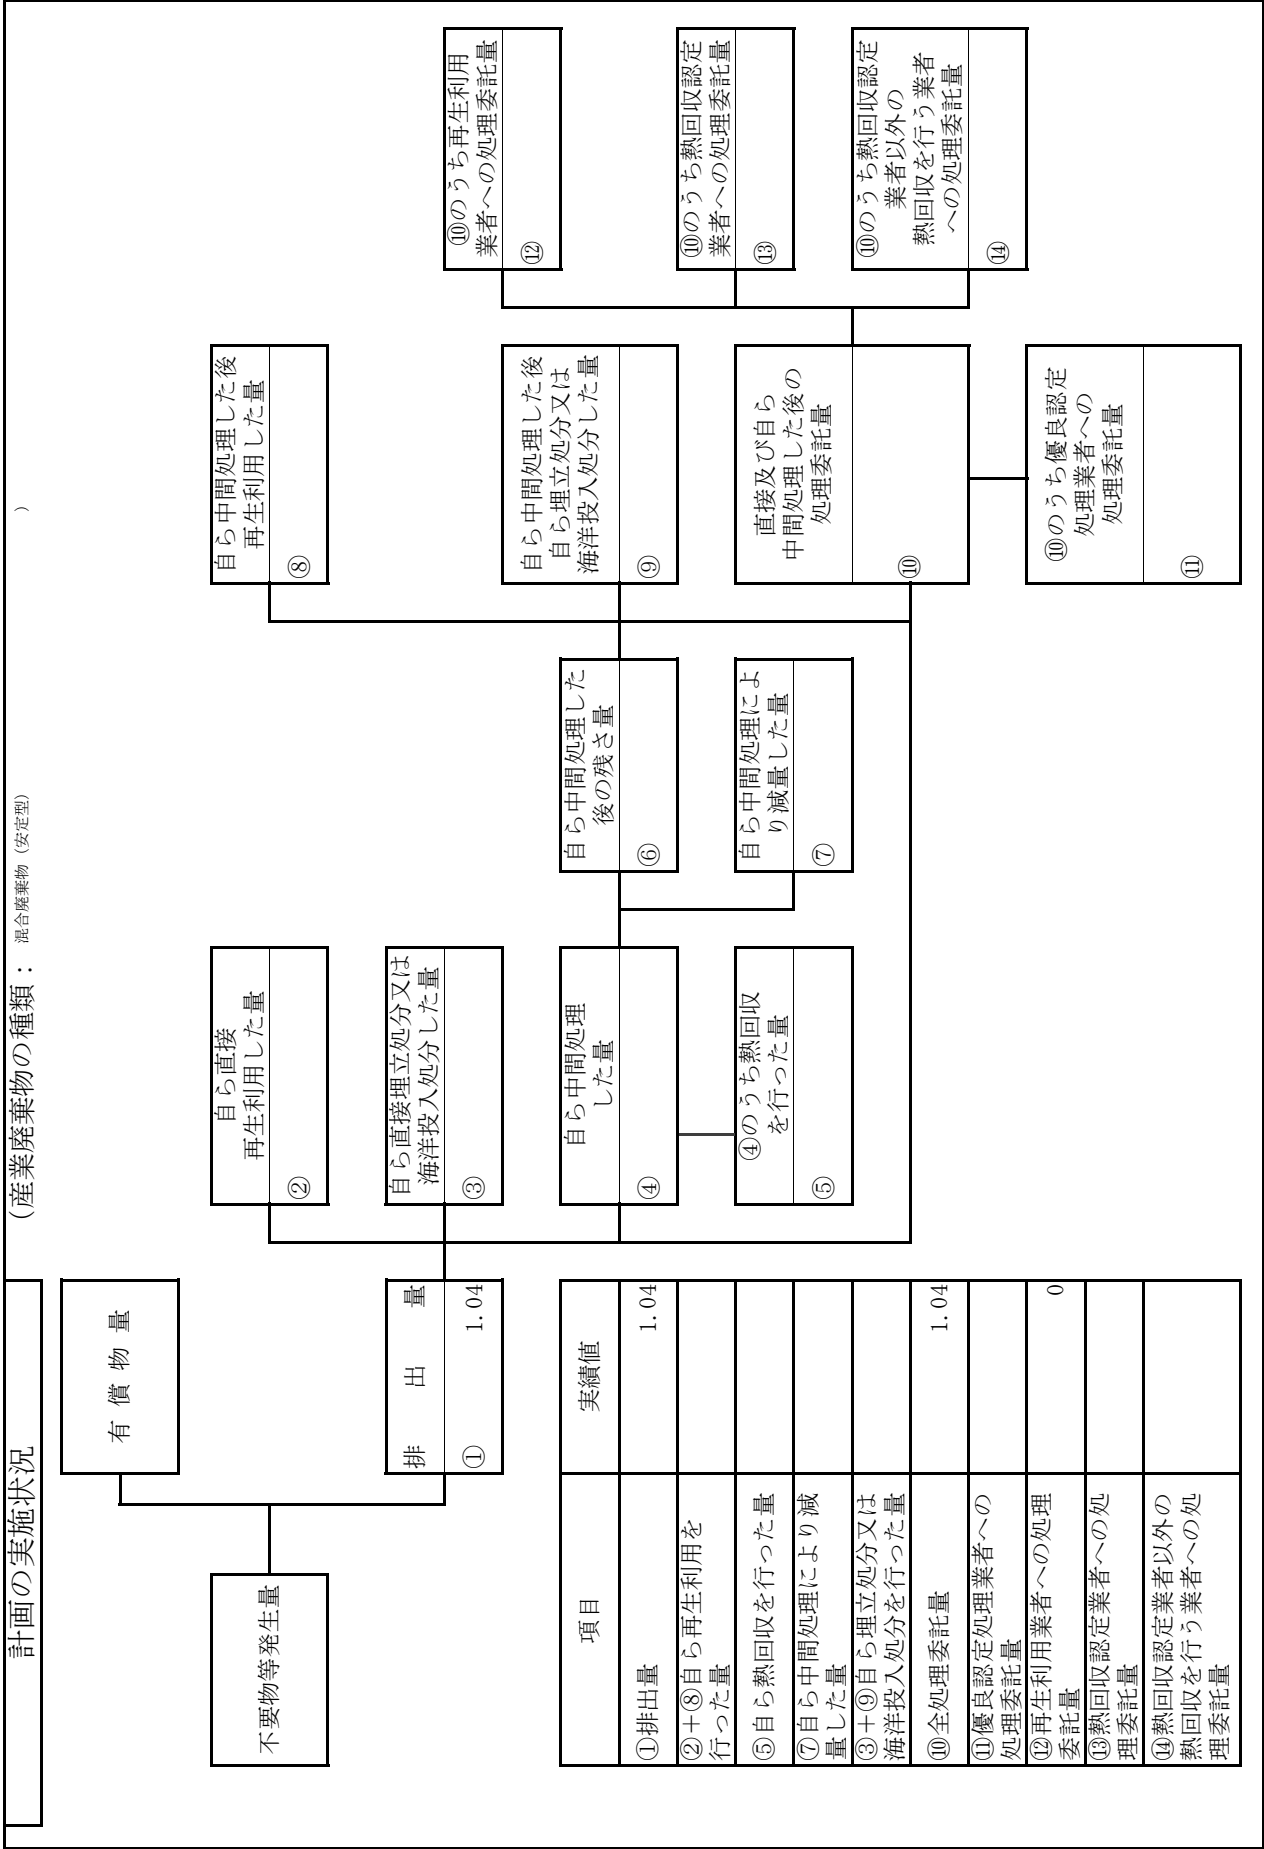 計画の実施状況
（産業廃棄物の種類：
混合廃棄物（安定型）
）
不要物等発生量
有償物量
排出量
① 1.04
自ら直接
再生利用した量
②
自ら直接埋立処分又は
海洋投入処分した量
③
自ら中間処理
した量
④
④のうち熱回収
を行った量
⑤
自ら中間処理した
後の残さ量
⑥
自ら中間処理によ
り減量した量
⑦
自ら中間処理した後
再生利用した量
⑧
自ら中間処理した後
自ら埋立処分又は
海洋投入処分した量
⑨
直接及び自ら
中間処理した後の
処理委託量
⑩
⑩のうち優良認定
処理業者への
処理委託量
⑪
⑩のうち再生利用
業者への処理委託量
⑫
⑩のうち熱回収認定
業者への処理委託量
⑬
⑩のうち熱回収認定
業者以外の
熱回収を行う業者
への処理委託量
⑭
項目 実績値
①排出量 1.04
②＋⑧自ら再生利用を
行った量
⑤自ら熱回収を行った量
⑦自ら中間処理により減
量した量
③＋⑨自ら埋立処分又は
海洋投入処分を行った量
⑩全処理委託量 1.04
⑪優良認定処理業者への
処理委託量
⑫再生利用業者への処理
委託量 0
⑬熱回収認定業者への処
理委託量
⑭熱回収認定業者以外の
熱回収を行う業者への処
理委託量